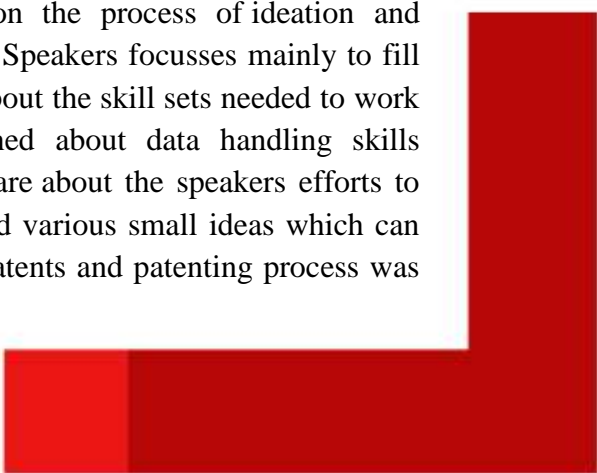 on the process of ideation and
Speakers focusses mainly to fill
out the skill sets needed to work
ned about data handling skills
are about the speakers efforts to
d various small ideas which can
atents and patenting process was